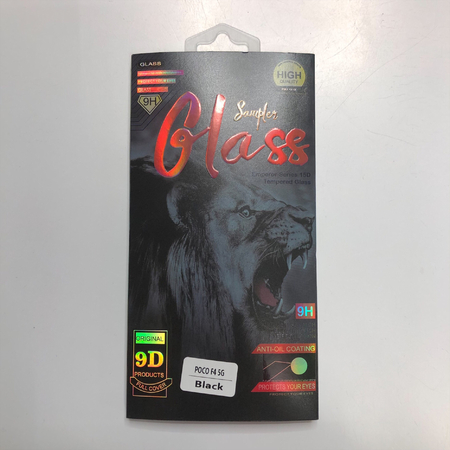 GLASS
9H
HIGH
QUALITY
Sampler
Glass
Tempered Glass
9H
ORIGINAL
9D
PRODUCTS
FULL COVER
POCO F4 5G
Black
ANTI-OIL COATING
PROTECTS YOUR EYES